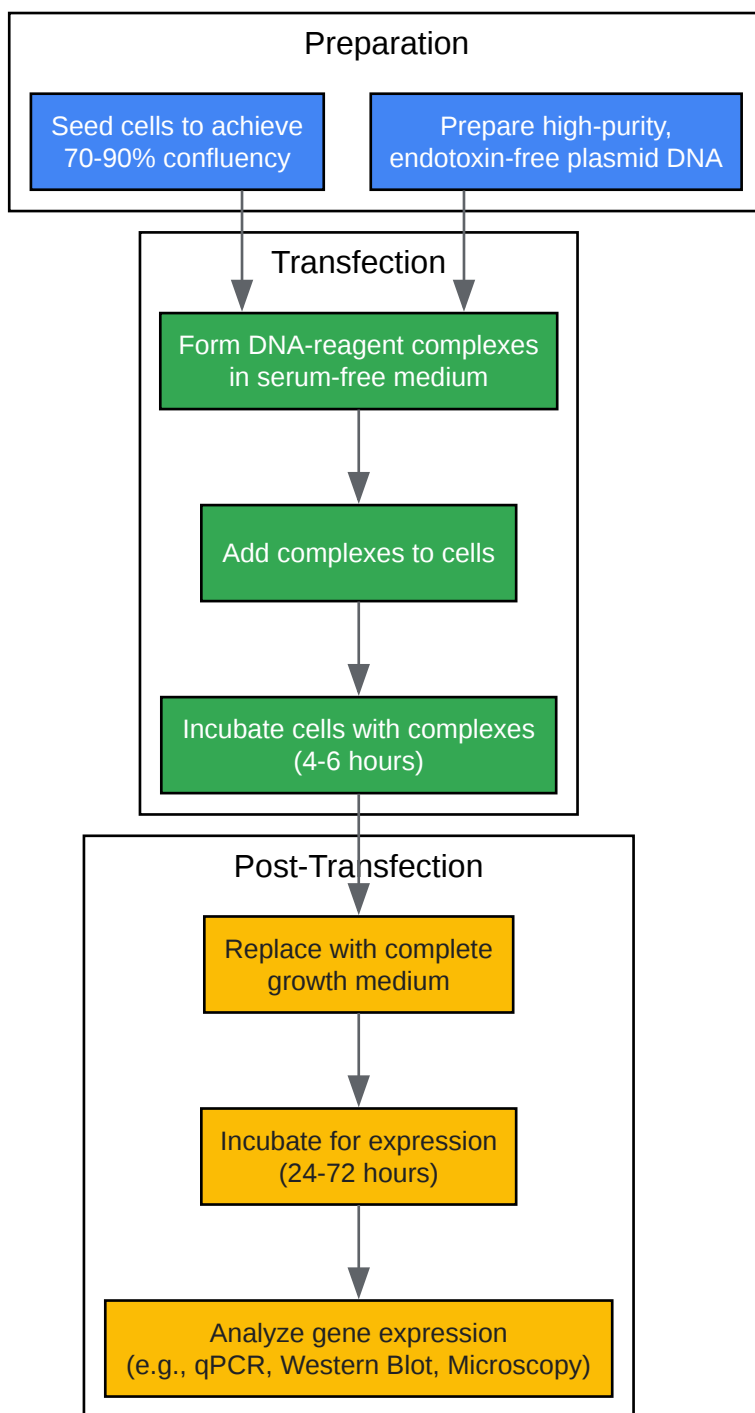 Preparation
Seed cells to achieve
70-90% confluency
Prepare high-purity,
endotoxin-free plasmid DNA
Transfection
Form DNA-reagent complexes
in serum-free medium
Add complexes to cells
Incubate cells with complexes
(4-6 hours)
Post-Transfection
Replace with complete
growth medium
Incubate for expression
(24-72 hours)
Analyze gene expression
(e.g., qPCR, Western Blot, Microscopy)